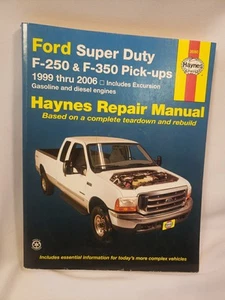 Haynes
Ford Super Duty
F-250 & F-350 Pick-ups
1999 thru 2006 □ Includes Excursion
Gasoline and diesel engines
Haynes Repair Manual
Based on a complete teardown and rebuild
Includes essential information for today's more complex vehicles